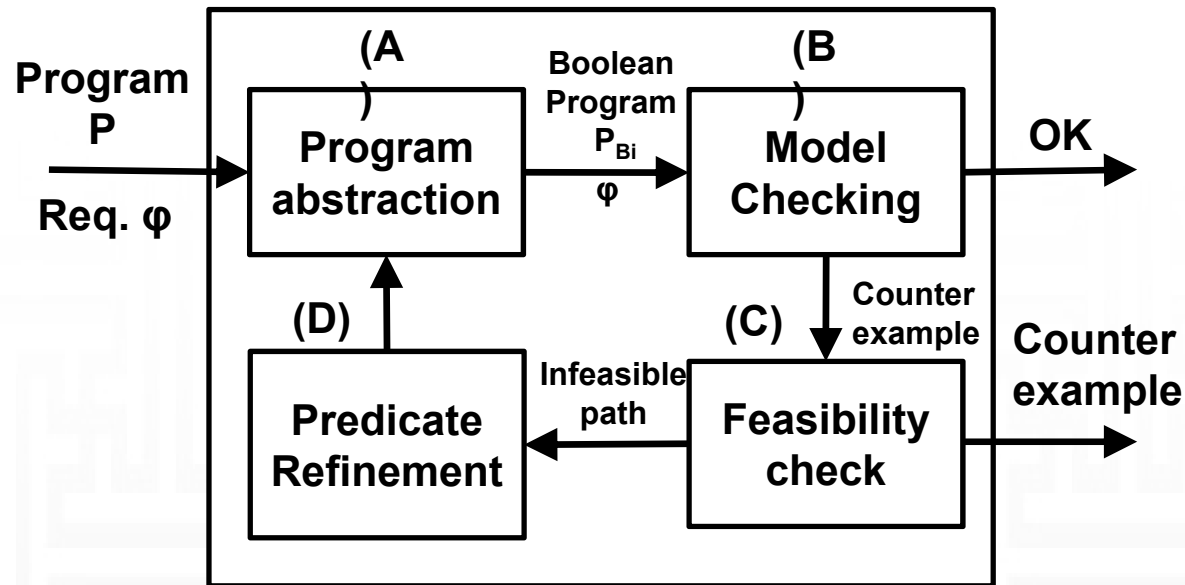 Program
P
Req. φ
(A
)
Program
abstraction
Boolean
Program
P_Bi
φ
(B
)
Model
Checking
OK
Counter
example
(C)
Feasibility
check
Counter
example
Infeasible
path
(D)
Predicate
Refinement